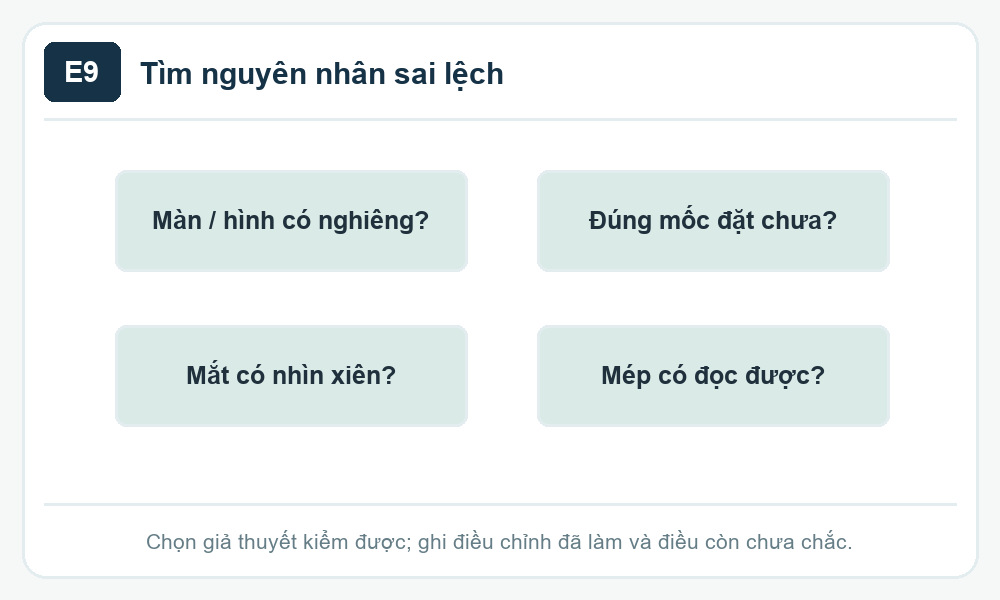 E9
Tìm nguyên nhân sai lệch
Màn / hình có nghiêng?
Đúng mốc đặt chưa?
Mắt có nhìn xiên?
Mép có đọc được?
Chọn giả thuyết kiểm được; ghi điều chỉnh đã làm và điều còn chưa chắc.